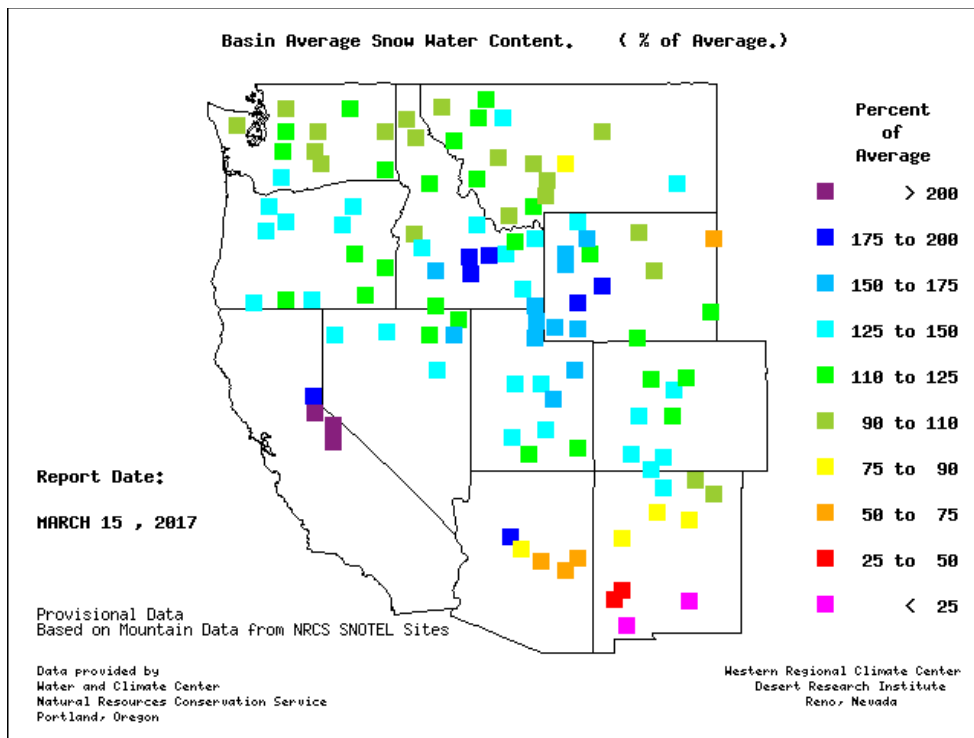 Basin Average Snow Water Content. ( % of Average.)
Percent
of
Average
> 200
175 to 200
150 to 175
125 to 150
110 to 125
90 to 110
75 to 90
50 to 75
25 to 50
< 25
Report Date:
MARCH 15 , 2017
Provisional Data
Based on Mountain Data from NRCS SNOTEL Sites
Data provided by
Water and Climate Center
Natural Resources Conservation Service
Portland, Oregon
Western Regional Climate Center
Desert Research Institute
Reno, Nevada